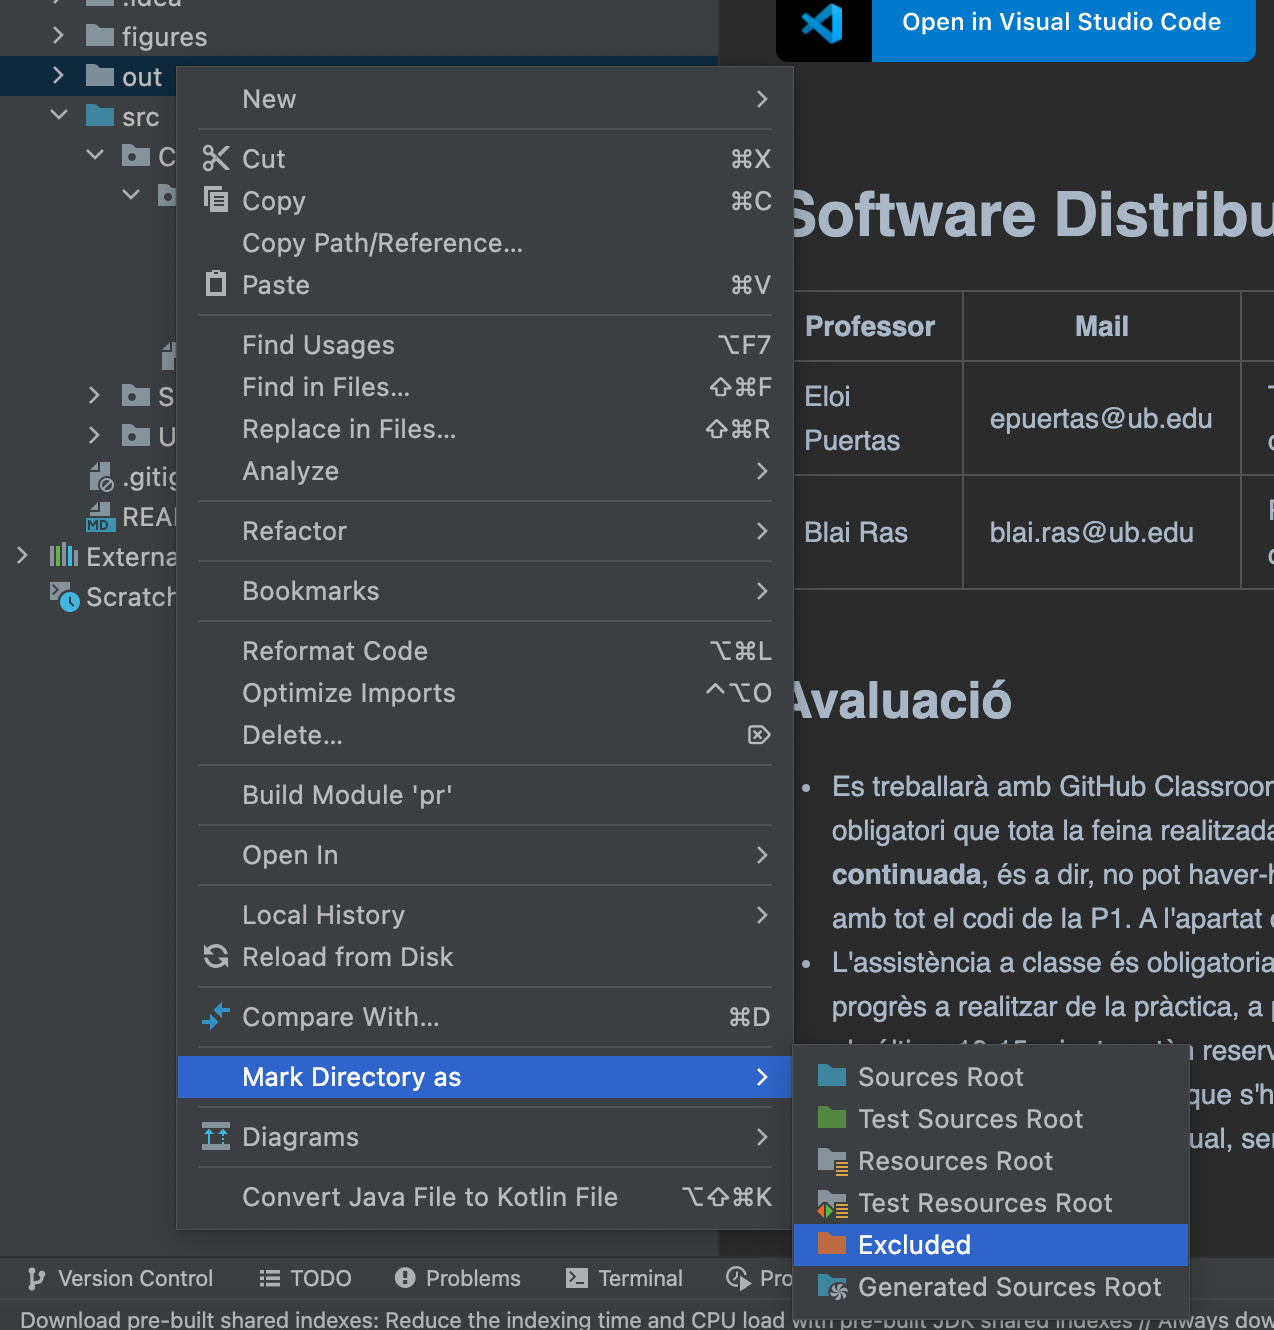 .idea
figures
out
src
C
S
U
.gitig
REA
MD
Externa
Scratch
New
Cut ⌘X
Copy ⌘C
Copy Path/Reference...
Paste ⌘V
Find Usages ⌥F7
Find in Files... ⇧⌘F
Replace in Files... ⇧⌘R
Analyze
Refactor
Bookmarks
Reformat Code ⌥⌘L
Optimize Imports ^⌥O
Delete... ⌦
Build Module 'pr'
Open In
Local History
Reload from Disk
Compare With... ⌘D
Mark Directory as
Diagrams
Convert Java File to Kotlin File ⌥⇧⌘K
Sources Root
Test Sources Root
Resources Root
Test Resources Root
Excluded
Generated Sources Root
Open in Visual Studio Code
Software Distribu
Professor Mail
Eloi
Puertas
epuertas@ub.edu
Blai Ras blai.ras@ub.edu
Avaluació
• Es treballarà amb GitHub Classroor
obligatori que tota la feina realitzada
continuada, és a dir, no pot haver-h
amb tot el codi de la P1. A l'apartat
• L'assistència a classe és obligatoria
progrès a realitzar de la pràctica, a p
reserv
que s'h
ual, ser
Version Control TODO Problems Terminal Pro
Download pre-built shared indexes: Reduce the indexing time and CPU load with pre-built JDK shared indexes // Always dow